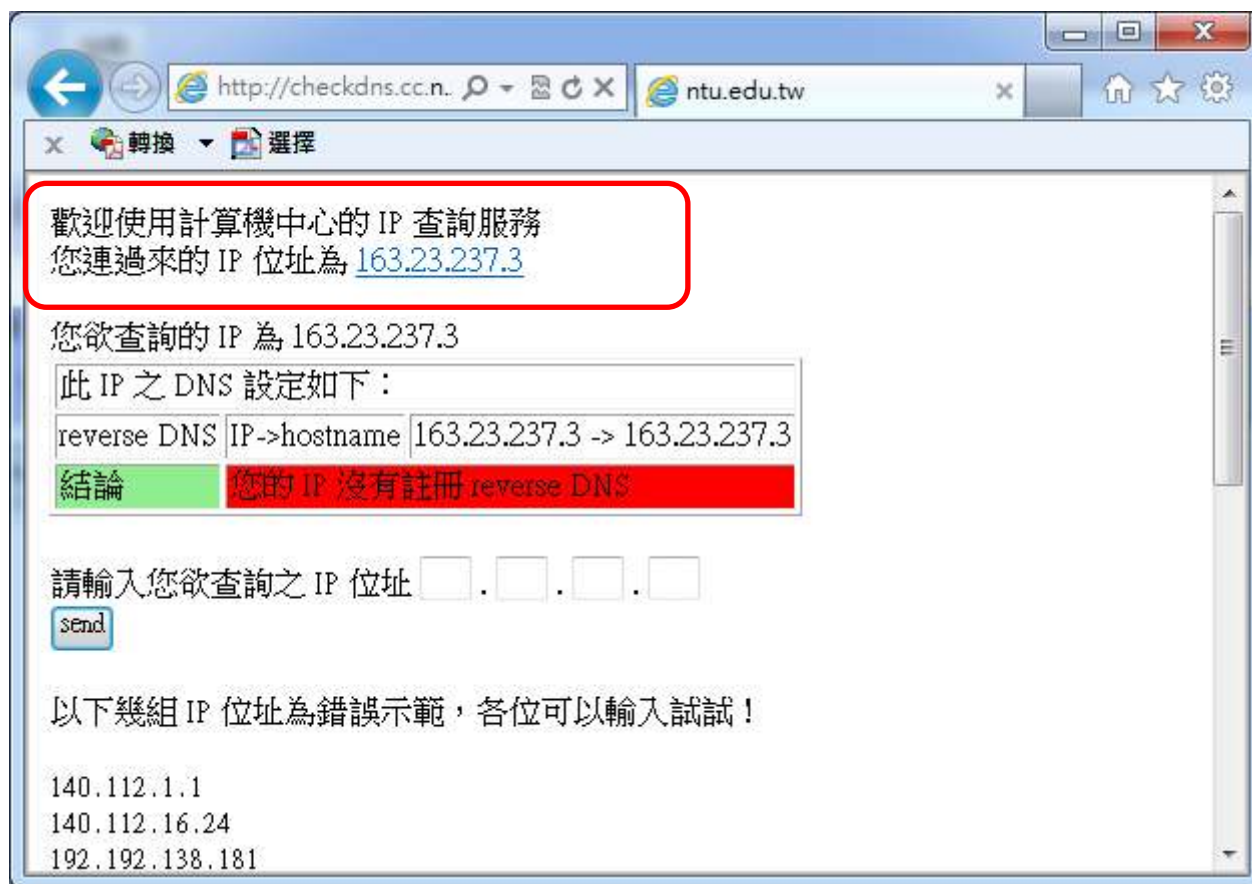 http://checkdns.cc.n.
ntu.edu.tw
轉換
選擇
歡迎使用計算機中心的 IP 查詢服務
您連過來的 IP 位址為 163.23.237.3
您欲查詢的 IP 為 163.23.237.3
此 IP 之 DNS 設定如下：
reverse DNS IP->hostname 163.23.237.3 -> 163.23.237.3
結論 您的 IP 沒有註冊 reverse DNS
請輸入您欲查詢之 IP 位址 . . .
send
以下幾組 IP 位址為錯誤示範，各位可以輸入試試！
140.112.1.1
140.112.16.24
192.192.138.181